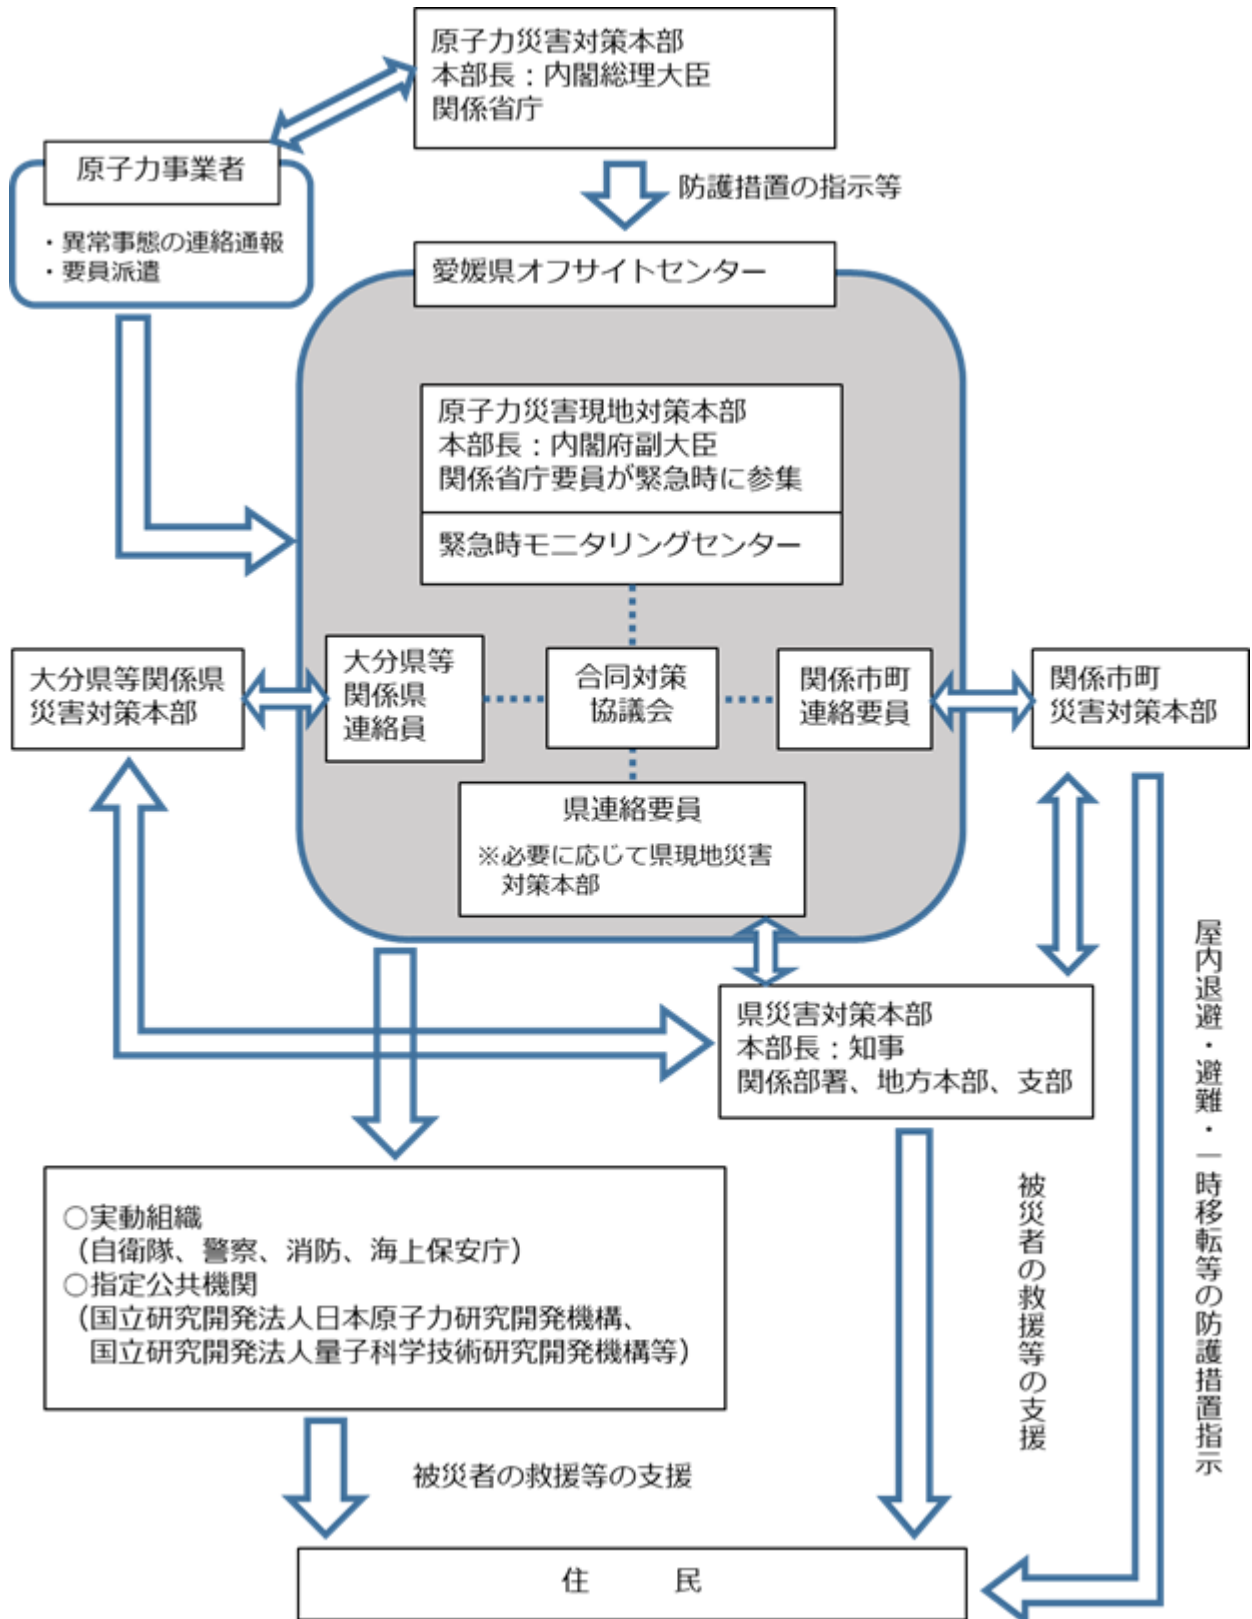 原子力災害対策本部
本部長：内閣総理大臣
関係省庁
原子力事業者
・異常事態の連絡通報
・要員派遣
防護措置の指示等
愛媛県オフサイトセンター
原子力災害現地対策本部
本部長：内閣府副大臣
関係省庁要員が緊急時に参集
緊急時モニタリングセンター
大分県等関係県
災害対策本部
大分県等
関係県
連絡員
合同対策
協議会
関係市町
連絡要員
関係市町
災害対策本部
県連絡要員
※必要に応じて県現地災害
対策本部
県災害対策本部
本部長：知事
関係部署、地方本部、支部
屋内退避・避難・一時移転等の防護措置指示
被災者の救援等の支援
○実動組織
（自衛隊、警察、消防、海上保安庁）
○指定公共機関
（国立研究開発法人日本原子力研究開発機構、
国立研究開発法人量子科学技術研究開発機構等）
被災者の救援等の支援
住　民